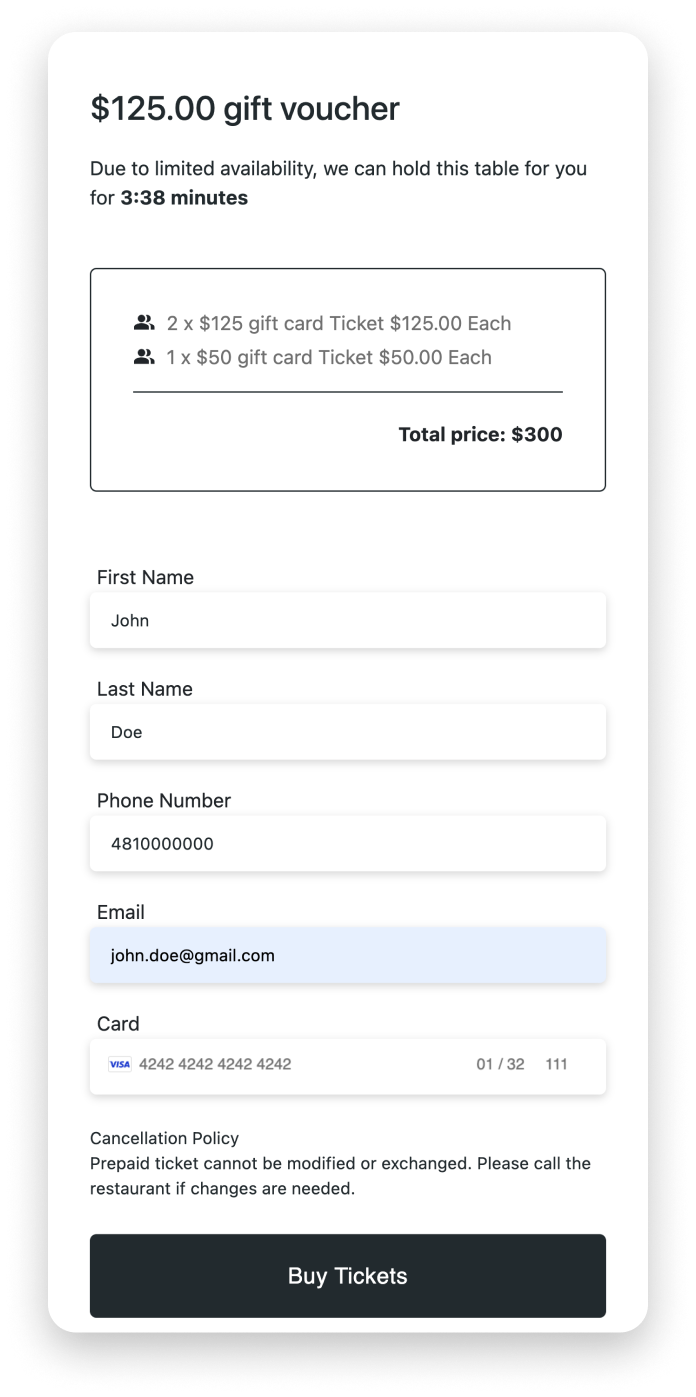 $125.00 gift voucher
Due to limited availability, we can hold this table for you
for 3:38 minutes
2 x $125 gift card Ticket $125.00 Each
1 x $50 gift card Ticket $50.00 Each
Total price: $300
First Name
John
Last Name
Doe
Phone Number
4810000000
Email
john.doe@gmail.com
Card
VISA 4242 4242 4242 4242 01 / 32 111
Cancellation Policy
Prepaid ticket cannot be modified or exchanged. Please call the
restaurant if changes are needed.
Buy Tickets